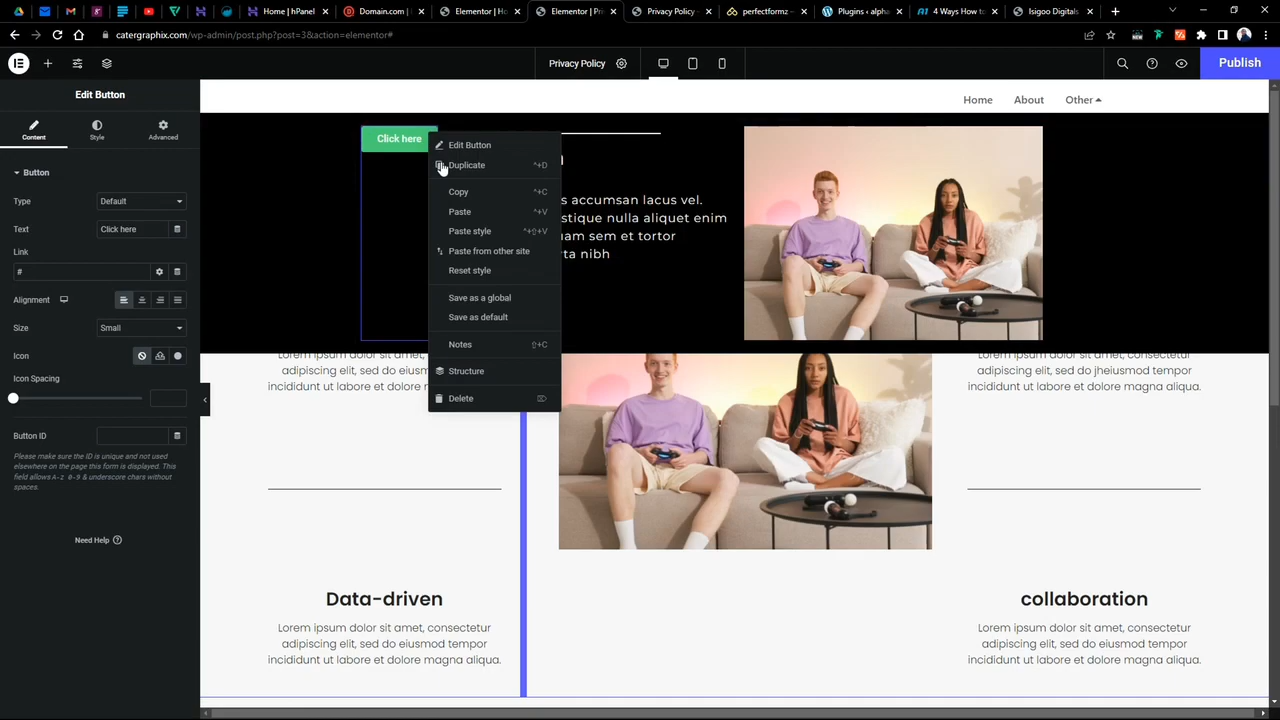 Home | hPanel
Domain.com |
Elementor | Ho
Elementor | Pri
Privacy Policy -
perfectformz –
Plugins ‹ alpha
4 Ways How to
Isigoo Digitals
catergraphix.com/wp-admin/post.php?post=3&action=elementor#
Privacy Policy
Publish
Edit Button
Content
Style
Advanced
Button
Type
Default
Text
Click here
Link
#
Alignment
Size
Small
Icon
Icon Spacing
Button ID
Please make sure the ID is unique and not used
elsewhere on the page this form is displayed. This
field allows A-z 0-9 & underscore chars without
spaces.
Need Help
Home
About
Other
Click here
Edit Button
Duplicate ^+D
Copy ^+C
Paste ^+V
Paste style ^+⇧+V
Paste from other site
Reset style
Save as a global
Save as default
Notes ⇧+C
Structure
Delete
s accumsan lacus vel.
stique nulla aliquet enim
uam sem et tortor
ta nibh
Lorem ipsum dolor sit amet,
adipiscing elit, sed do eiusm
incididunt ut labore et dolore
Lorem ipsum dolor sit amet, consectetur
adipiscing elit, sed do jheiusmod tempor
incididunt ut labore et dolore magna aliqua.
Data-driven
Lorem ipsum dolor sit amet, consectetur
adipiscing elit, sed do eiusmod tempor
incididunt ut labore et dolore magna aliqua.
collaboration
Lorem ipsum dolor sit amet, consectetur
adipiscing elit, sed do eiusmod tempor
incididunt ut labore et dolore magna aliqua.